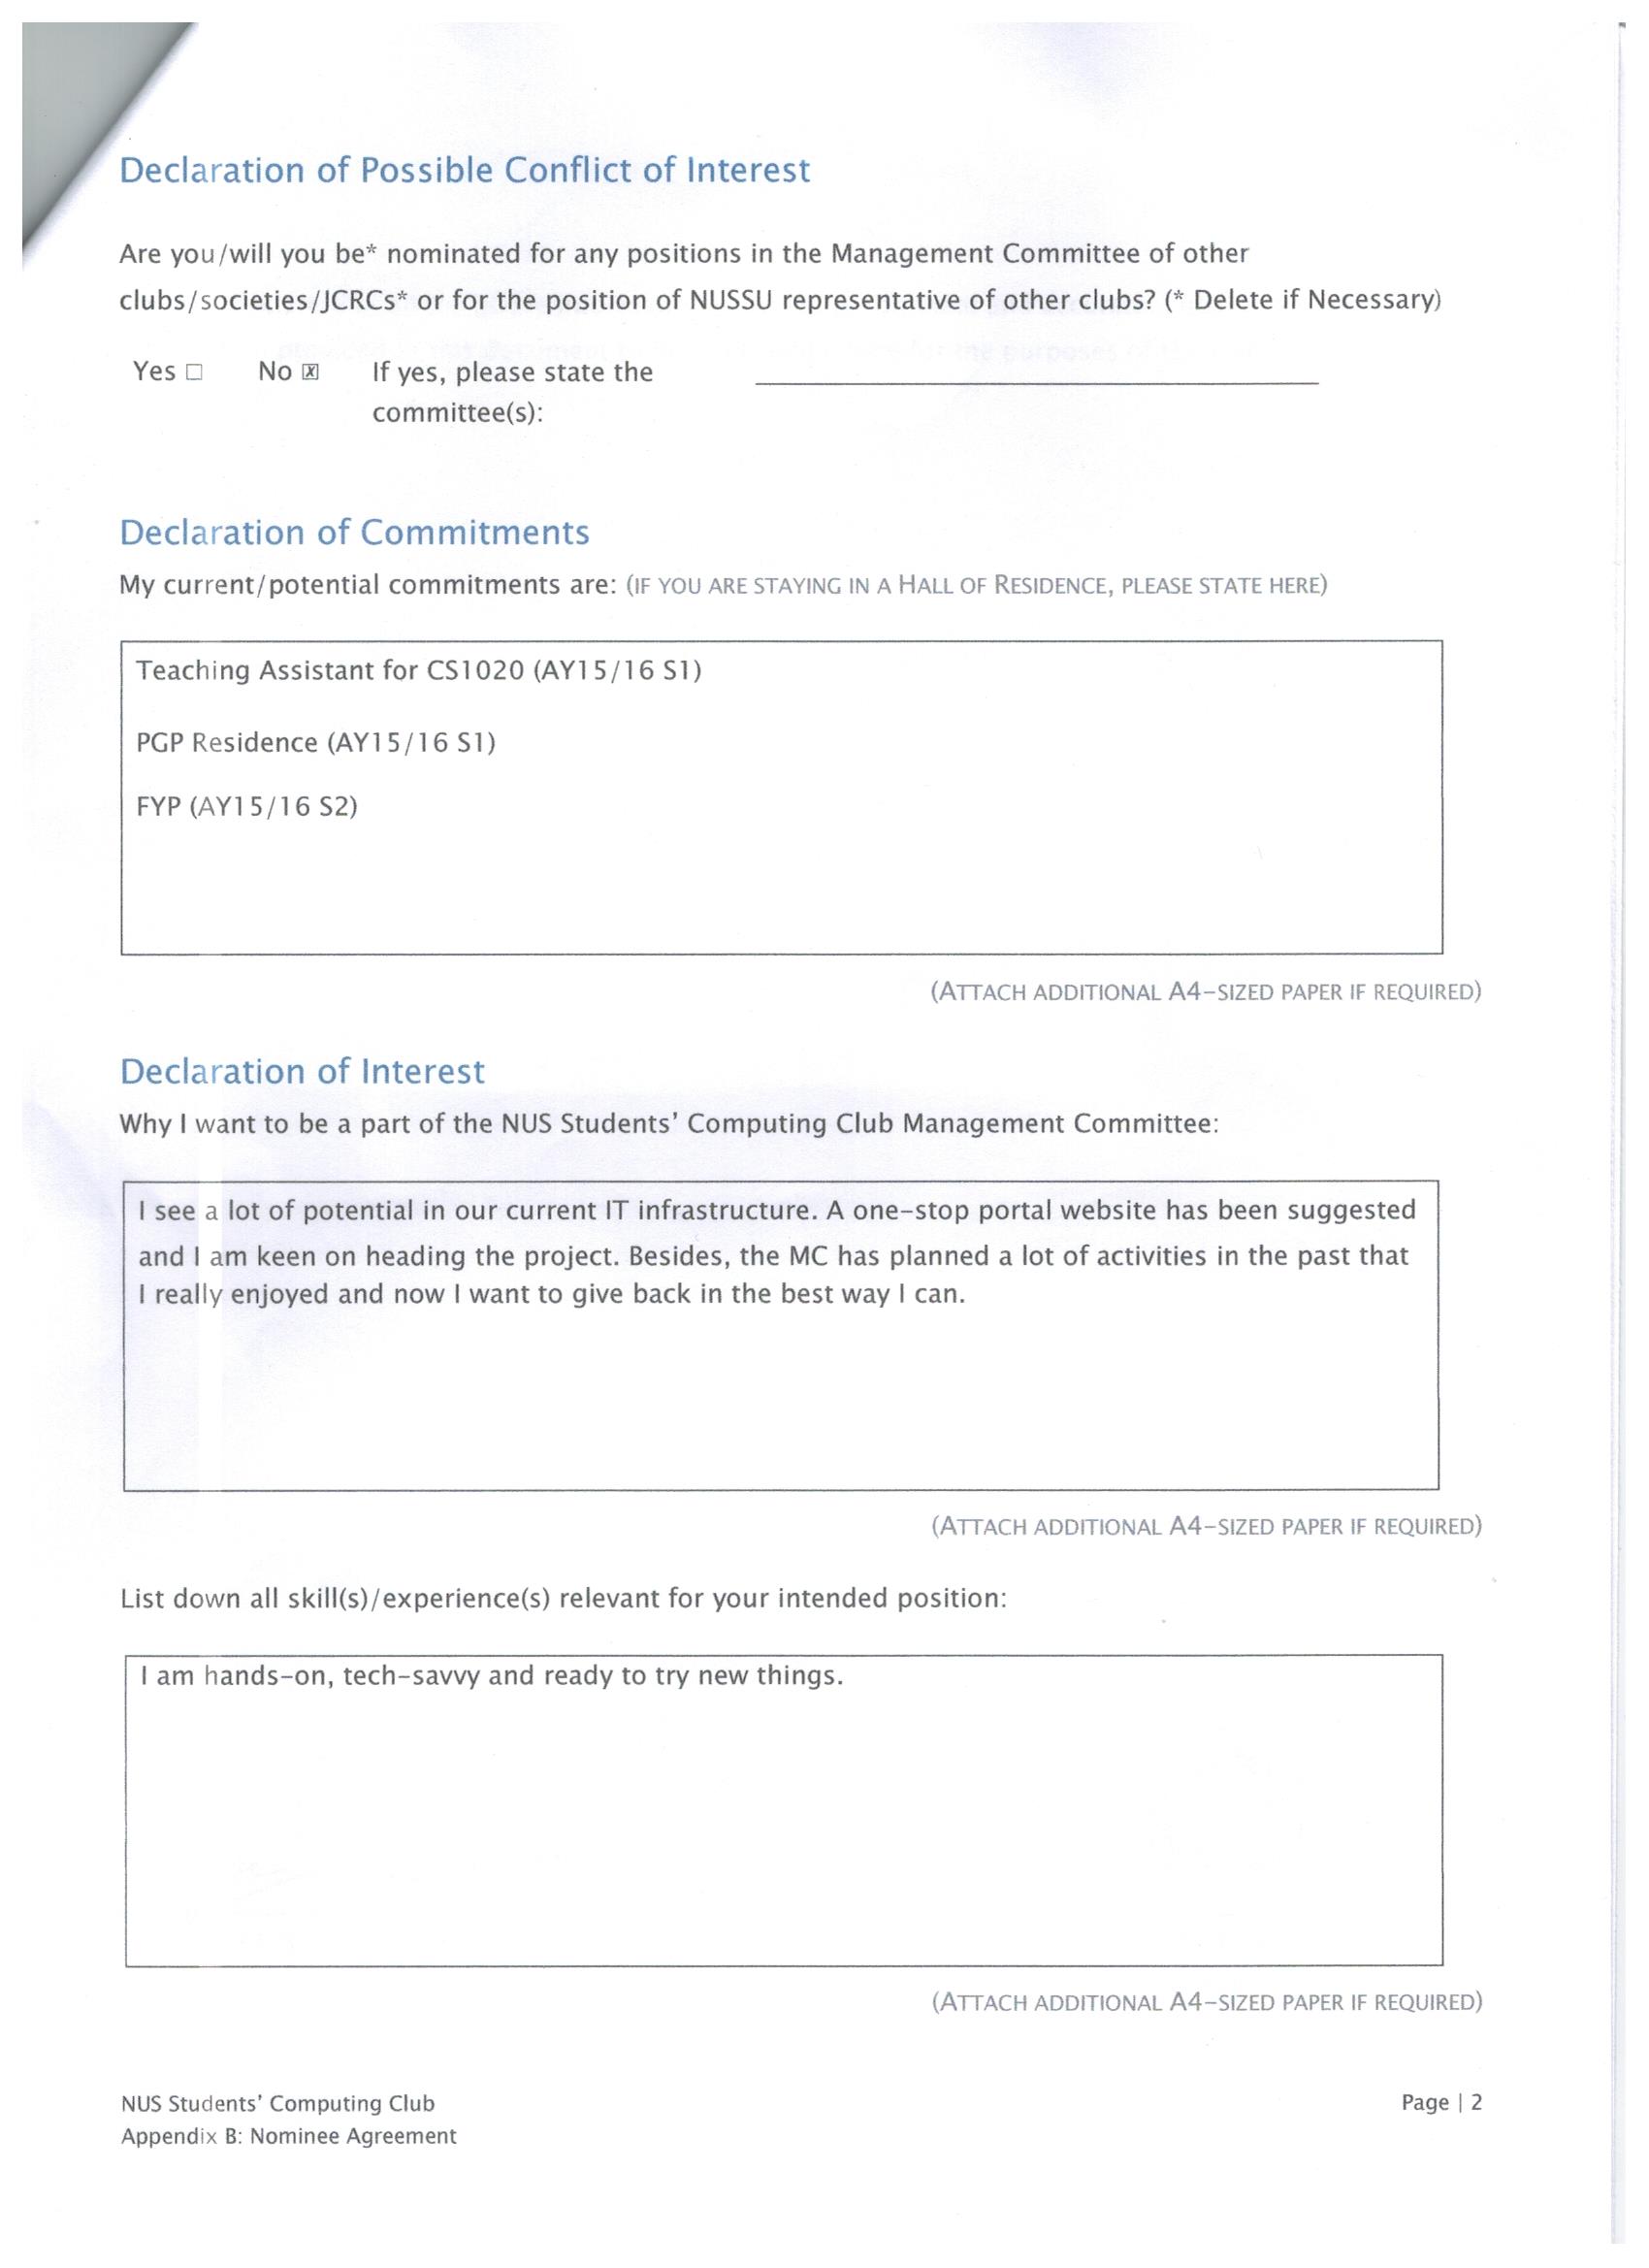 Declaration of Possible Conflict of Interest
Are you/will you be* nominated for any positions in the Management Committee of other
clubs/societies/JCRCs* or for the position of NUSSU representative of other clubs? (* Delete if Necessary)
Yes ☐ No ☒ If yes, please state the
committee(s):
Declaration of Commitments
My current/potential commitments are: (IF YOU ARE STAYING IN A HALL OF RESIDENCE, PLEASE STATE HERE)
Teaching Assistant for CS1020 (AY15/16 S1)
PGP Residence (AY15/16 S1)
FYP (AY15/16 S2)
(ATTACH ADDITIONAL A4-SIZED PAPER IF REQUIRED)
Declaration of Interest
Why I want to be a part of the NUS Students' Computing Club Management Committee:
I see a lot of potential in our current IT infrastructure. A one-stop portal website has been suggested
and I am keen on heading the project. Besides, the MC has planned a lot of activities in the past that
I really enjoyed and now I want to give back in the best way I can.
(ATTACH ADDITIONAL A4-SIZED PAPER IF REQUIRED)
List down all skill(s)/experience(s) relevant for your intended position:
I am hands-on, tech-savvy and ready to try new things.
(ATTACH ADDITIONAL A4-SIZED PAPER IF REQUIRED)
NUS Students' Computing Club
Appendix B: Nominee Agreement
Page | 2